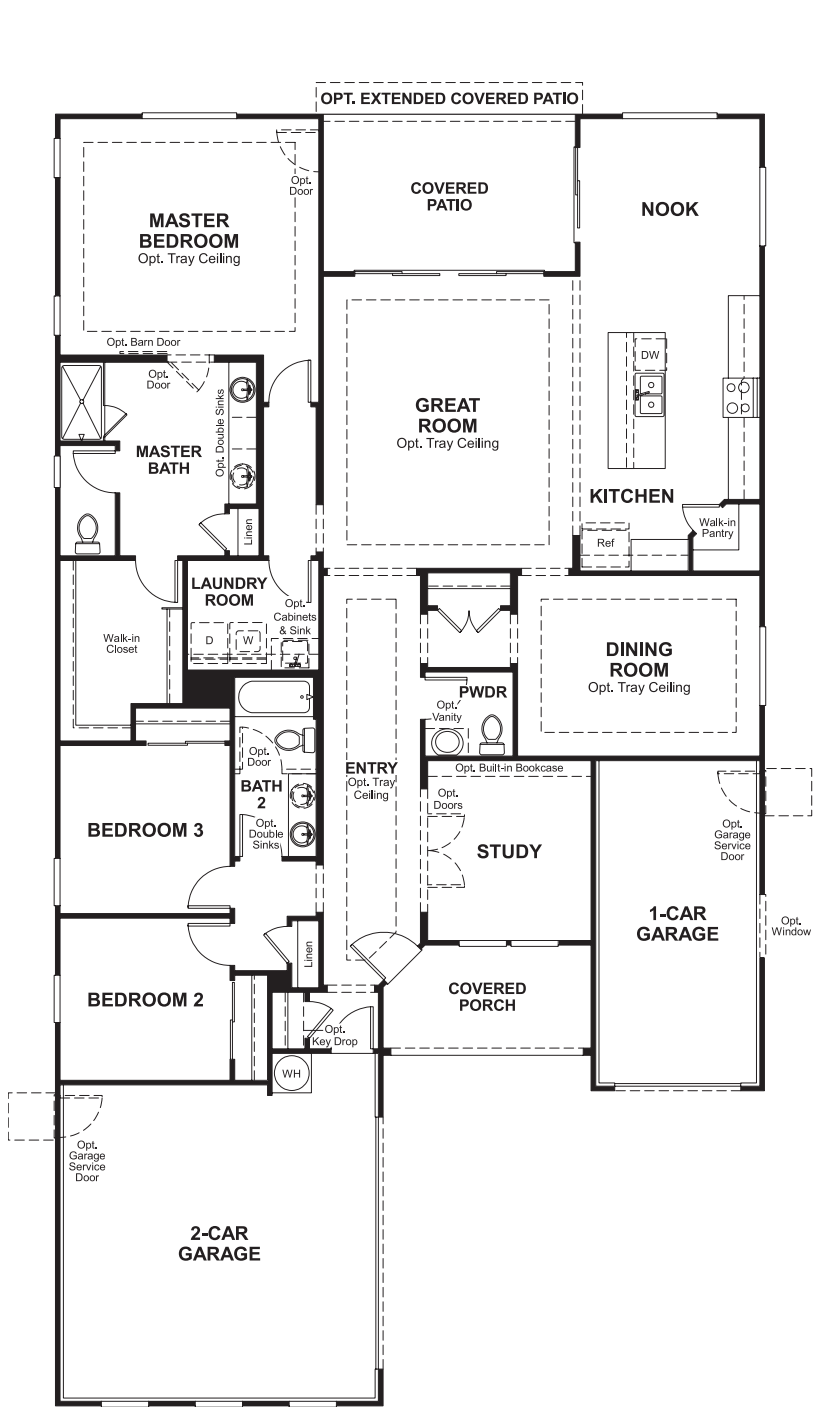 OPT. EXTENDED COVERED PATIO
Opt.
Door
COVERED
PATIO
NOOK
MASTER
BEDROOM
Opt. Tray Ceiling
Opt. Barn Door
Opt.
Door
DW
Opt. Double Sinks
GREAT
ROOM
Opt. Tray Ceiling
MASTER
BATH
KITCHEN
Linen
Walk-in
Pantry
Ref
LAUNDRY
ROOM
Opt.
Cabinets
& Sink
D
W
Walk-in
Closet
DINING
ROOM
Opt. Tray Ceiling
PWDR
Opt.
Vanity
Opt.
Door
ENTRY
Opt. Tray
Ceiling
Opt. Built-in Bookcase
BATH
2
Opt.
Doors
Opt.
Double
Sinks
BEDROOM 3
STUDY
Opt.
Garage
Service
Door
1-CAR
GARAGE
Opt.
Window
Linen
BEDROOM 2
COVERED
PORCH
Opt.
Key Drop
WH
Opt.
Garage
Service
Door
2-CAR
GARAGE